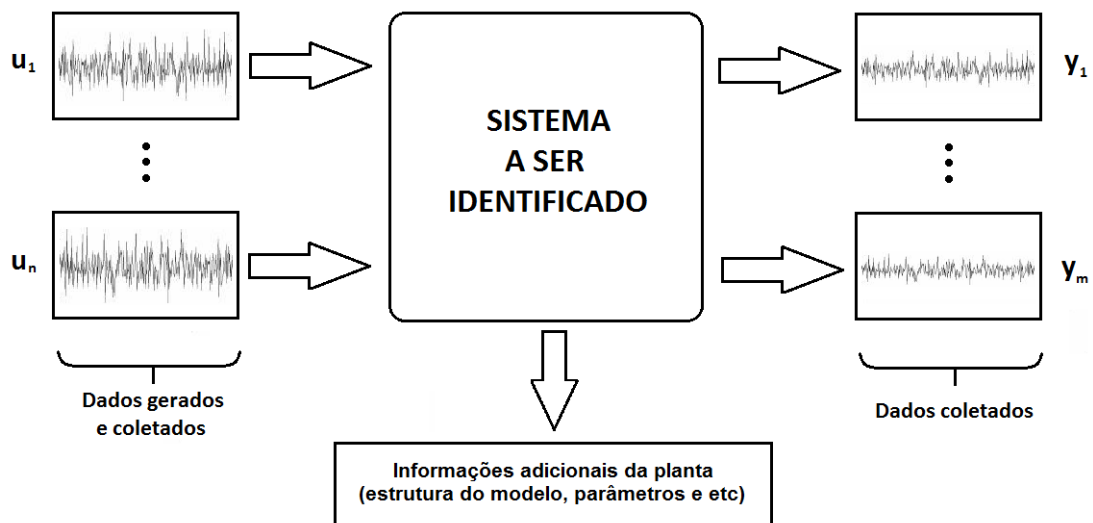 u₁
y₁
SISTEMA
A SER
IDENTIFICADO
uₙ
yₘ
Dados gerados
e coletados
Dados coletados
Informações adicionais da planta
(estrutura do modelo, parâmetros e etc)